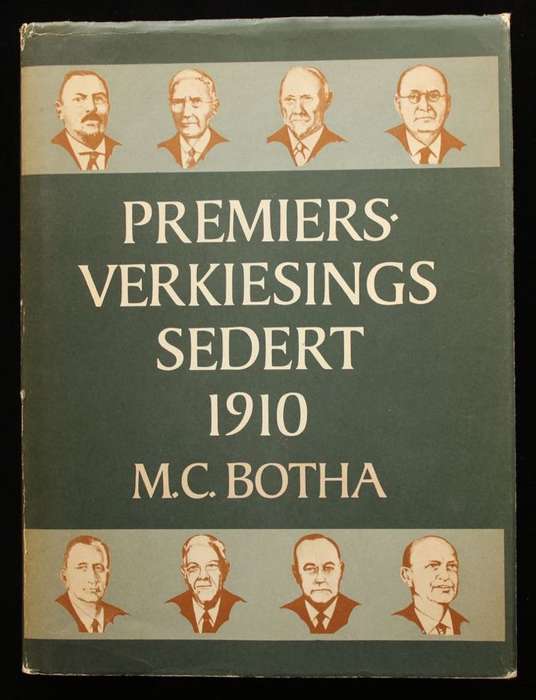 PREMIERS-
VERKIESINGS
SEDERT
1910
M.C. BOTHA